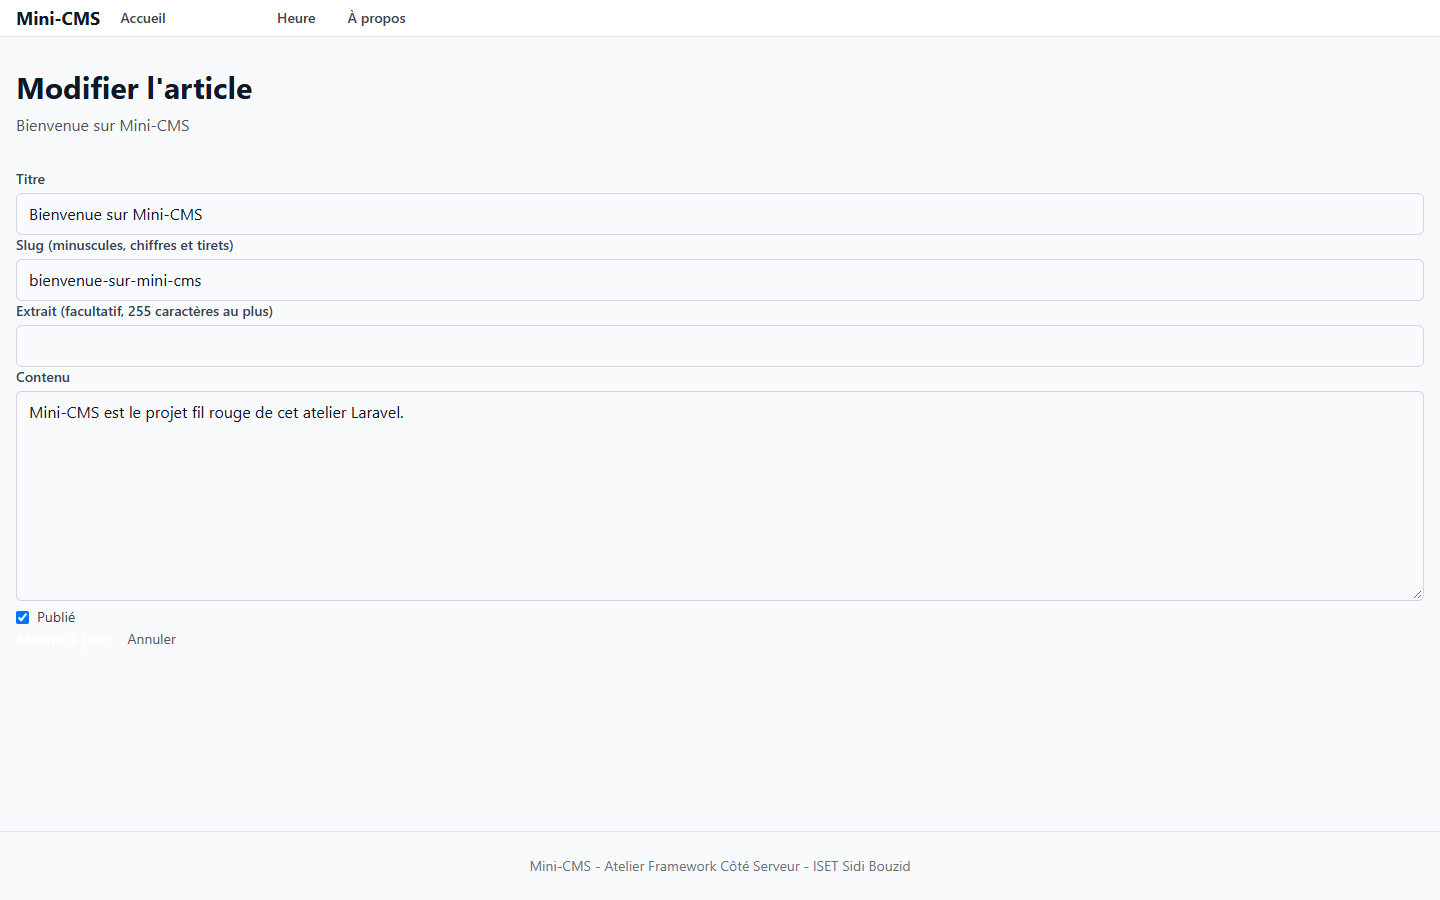 Mini-CMS Accueil Heure À propos
Modifier l'article
Bienvenue sur Mini-CMS
Titre
Bienvenue sur Mini-CMS
Slug (minuscules, chiffres et tirets)
bienvenue-sur-mini-cms
Extrait (facultatif, 255 caractères au plus)
Contenu
Mini-CMS est le projet fil rouge de cet atelier Laravel.
Publié
Mettre à jour Annuler
Mini-CMS - Atelier Framework Côté Serveur - ISET Sidi Bouzid